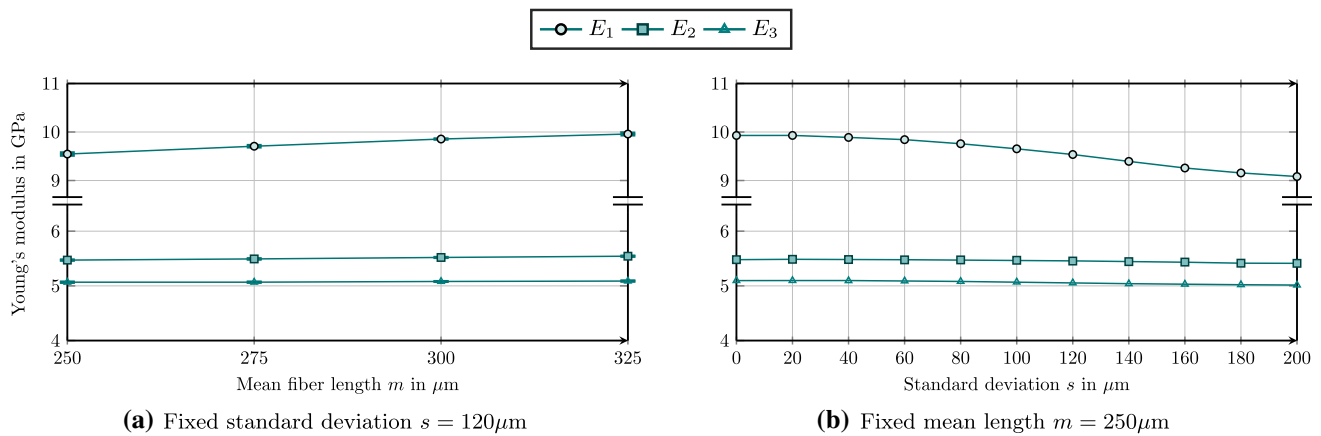 E₁ E₂ E₃
Young's modulus in GPa
11
10
9
6
5
4
250 275 300 325
Mean fiber length m in μm
(a) Fixed standard deviation s = 120μm
11
10
9
6
5
4
0 20 40 60 80 100 120 140 160 180 200
Standard deviation s in μm
(b) Fixed mean length m = 250μm